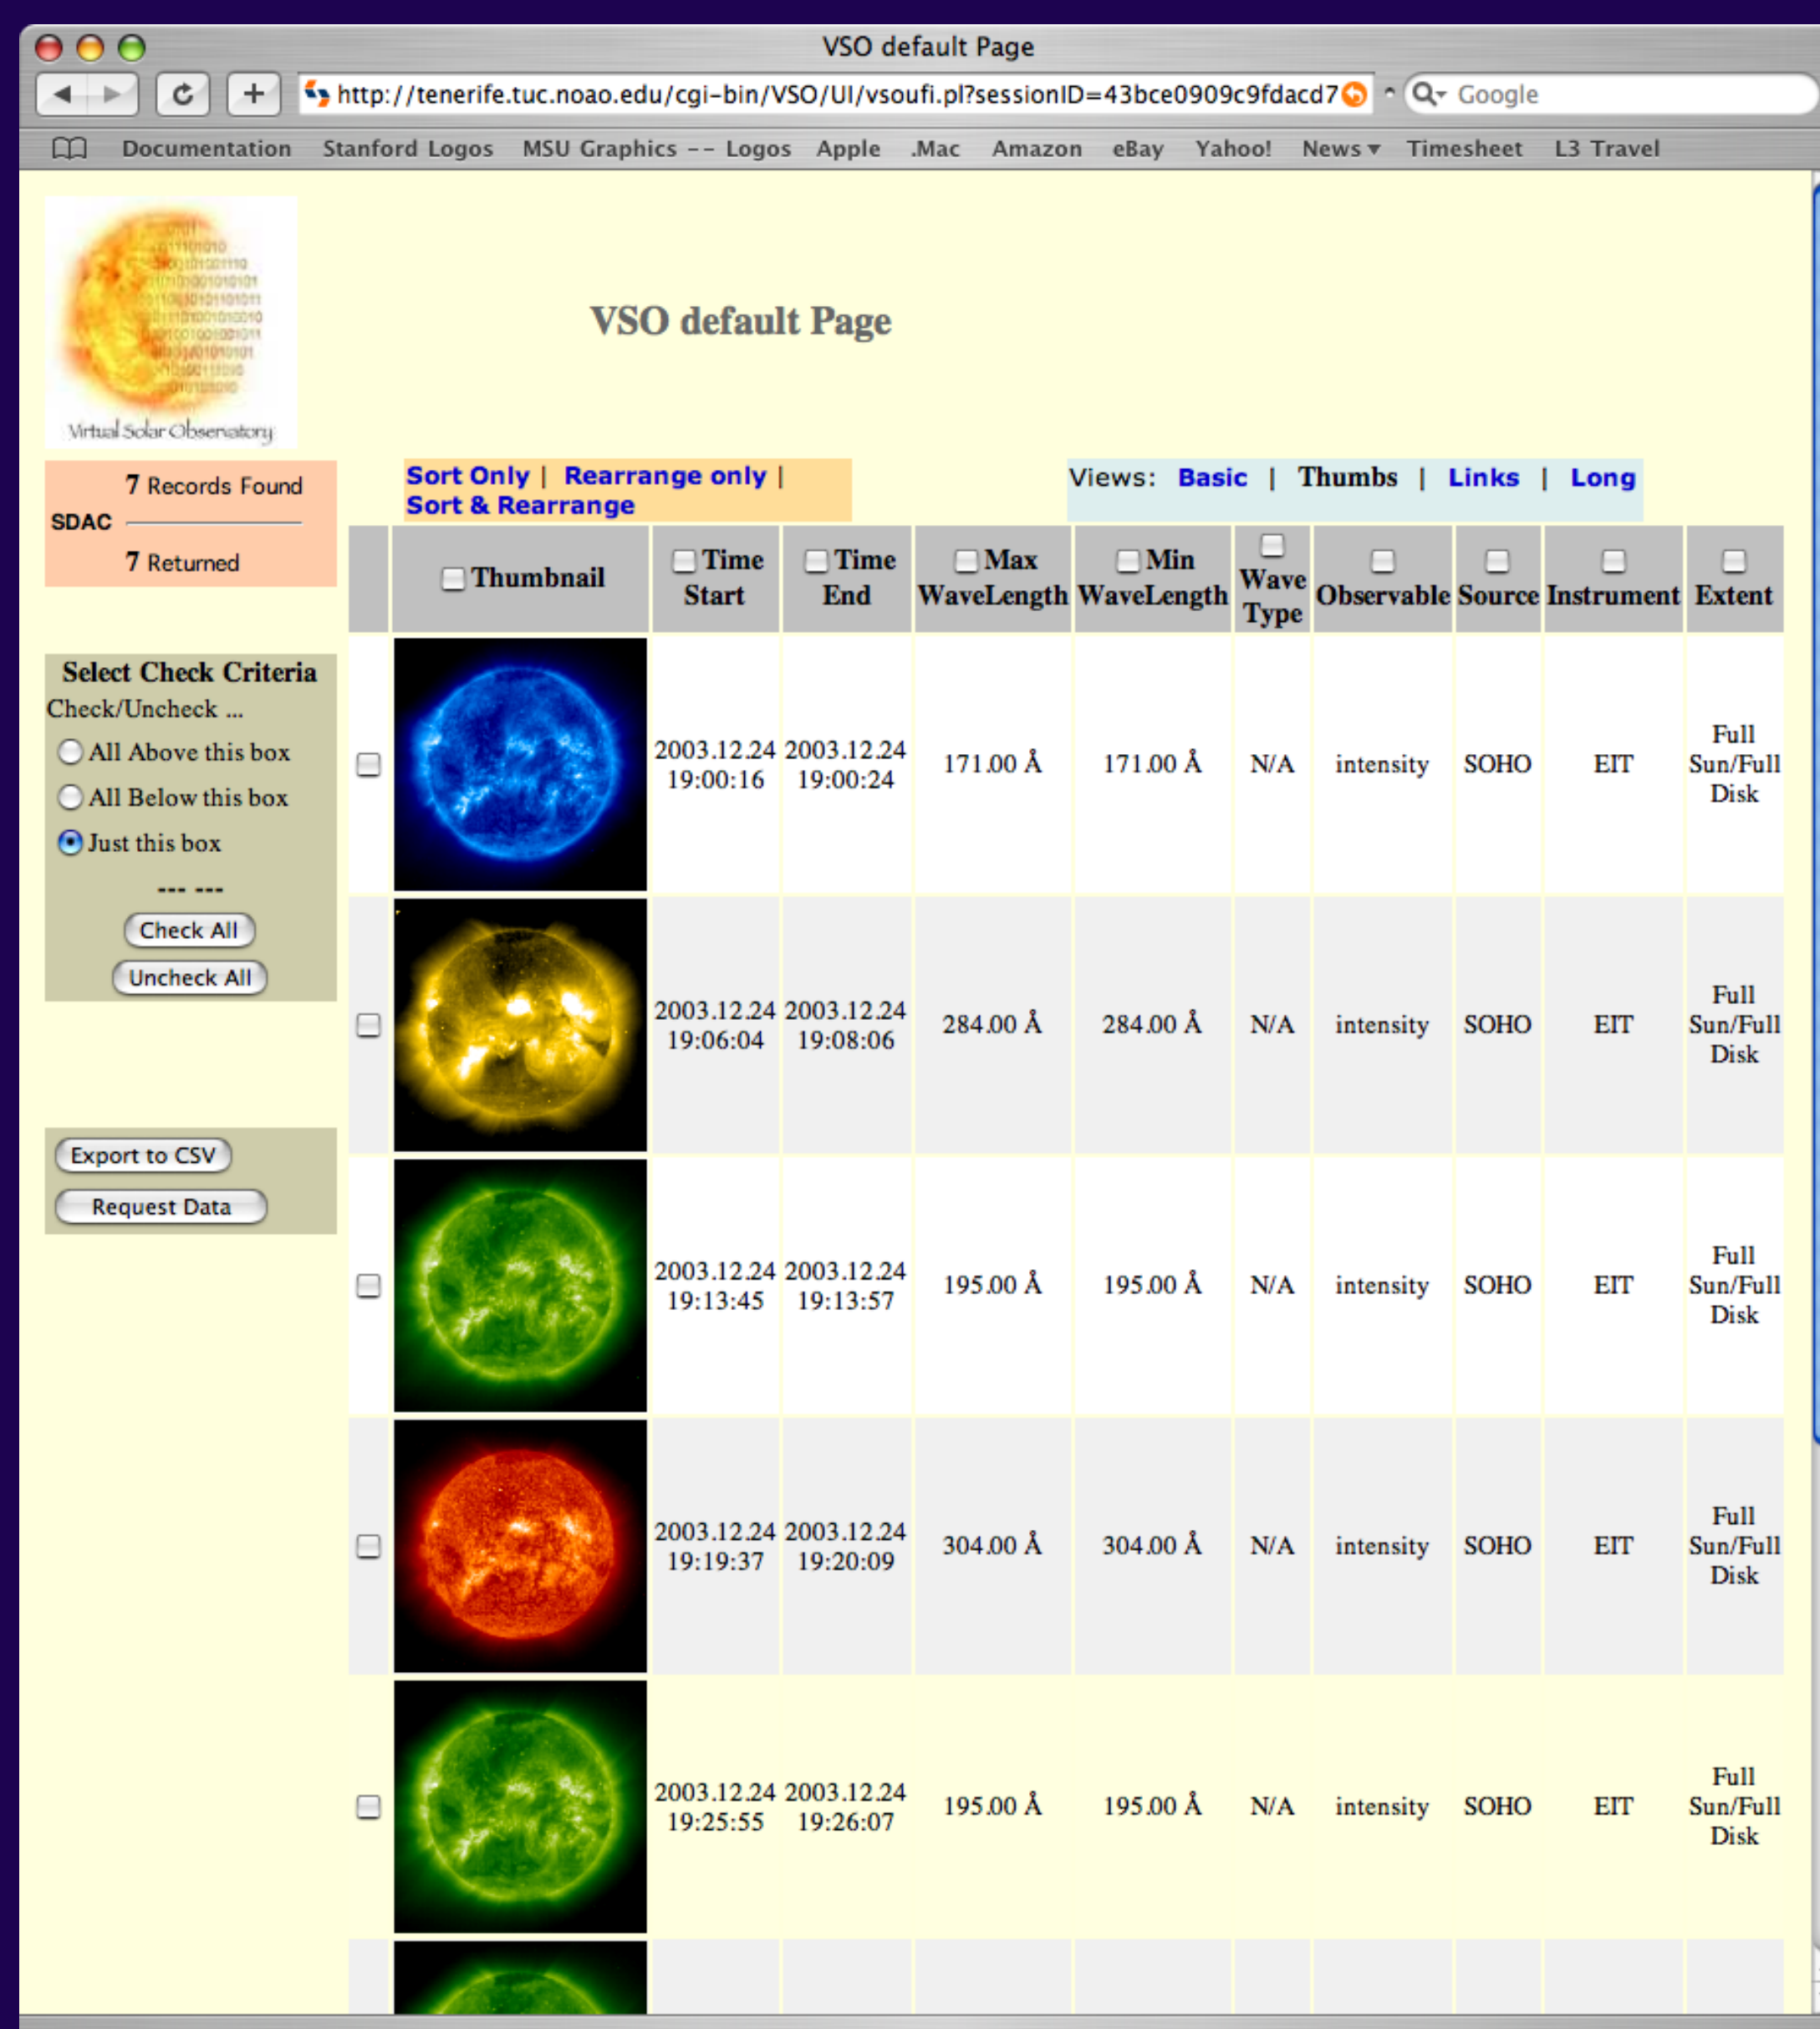 VSO default Page
http://tenerife.tuc.noao.edu/cgi-bin/VSO/UI/vsoufi.pl?sessionID=43bce0909c9fdacd7
Google
Documentation Stanford Logos MSU Graphics -- Logos Apple .Mac Amazon eBay Yahoo! News Timesheet L3 Travel
Virtual Solar Observatory
VSO default Page
7 Records Found
SDAC
7 Returned
Select Check Criteria
Check/Uncheck ...
All Above this box
All Below this box
Just this box
--- ---
Check All
Uncheck All
Export to CSV
Request Data
Sort Only | Rearrange only |
Sort & Rearrange
Views: Basic | Thumbs | Links | Long
Thumbnail
Time
Start
Time
End
Max
WaveLength
Min
WaveLength
Wave
Type
Observable
Source
Instrument
Extent
2003.12.24
19:00:16
2003.12.24
19:00:24
171.00 Å
171.00 Å
N/A
intensity
SOHO
EIT
Full
Sun/Full
Disk
2003.12.24
19:06:04
2003.12.24
19:08:06
284.00 Å
284.00 Å
N/A
intensity
SOHO
EIT
Full
Sun/Full
Disk
2003.12.24
19:13:45
2003.12.24
19:13:57
195.00 Å
195.00 Å
N/A
intensity
SOHO
EIT
Full
Sun/Full
Disk
2003.12.24
19:19:37
2003.12.24
19:20:09
304.00 Å
304.00 Å
N/A
intensity
SOHO
EIT
Full
Sun/Full
Disk
2003.12.24
19:25:55
2003.12.24
19:26:07
195.00 Å
195.00 Å
N/A
intensity
SOHO
EIT
Full
Sun/Full
Disk